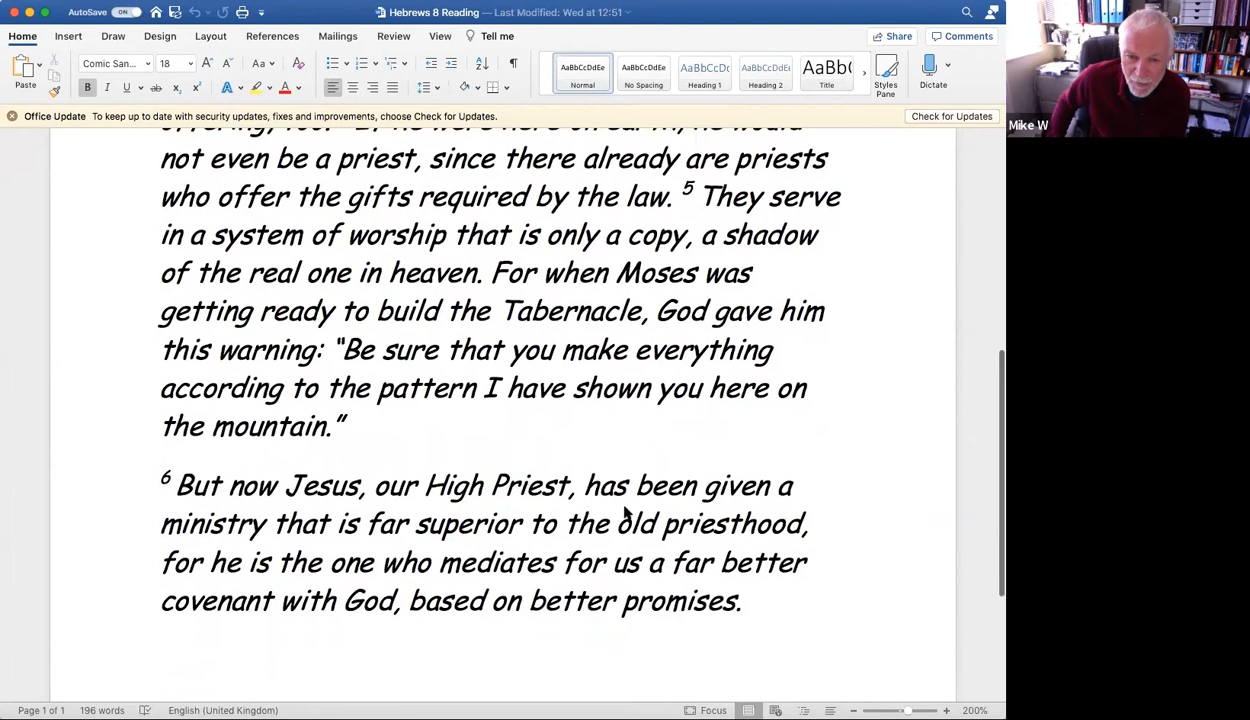 AutoSave ON Hebrews 8 Reading — Last Modified: Wed at 12:51
Home Insert Draw Design Layout References Mailings Review View Tell me Share Comments
Paste Comic San... 18 A A Aa A AaBbCcDdEe AaBbCcDdEe AaBbCcDc AaBbCcDdEe AaBb( Styles Pane Dictate
B I U ab x₂ x² A A Normal No Spacing Heading 1 Heading 2 Title
Office Update To keep up to date with security updates, fixes and improvements, choose Check for Updates. Check for Updates
Mike W
not even be a priest, since there already are priests
who offer the gifts required by the law. ⁵ They serve
in a system of worship that is only a copy, a shadow
of the real one in heaven. For when Moses was
getting ready to build the Tabernacle, God gave him
this warning: “Be sure that you make everything
according to the pattern I have shown you here on
the mountain.”
⁶ But now Jesus, our High Priest, has been given a
ministry that is far superior to the old priesthood,
for he is the one who mediates for us a far better
covenant with God, based on better promises.
Page 1 of 1 196 words English (United Kingdom) Focus 200%